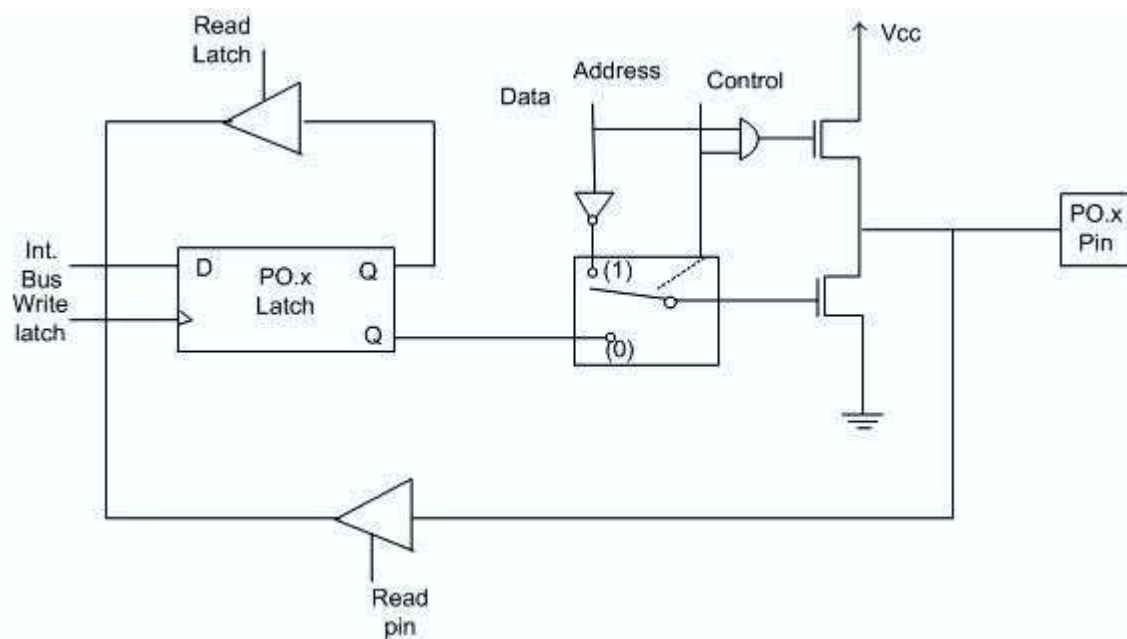 Read
Latch
Address
Data
Control
Vcc
PO.x
Pin
Int.
Bus
Write
latch
D
PO.x
Latch
Q
Q
(1)
(0)
Read
pin